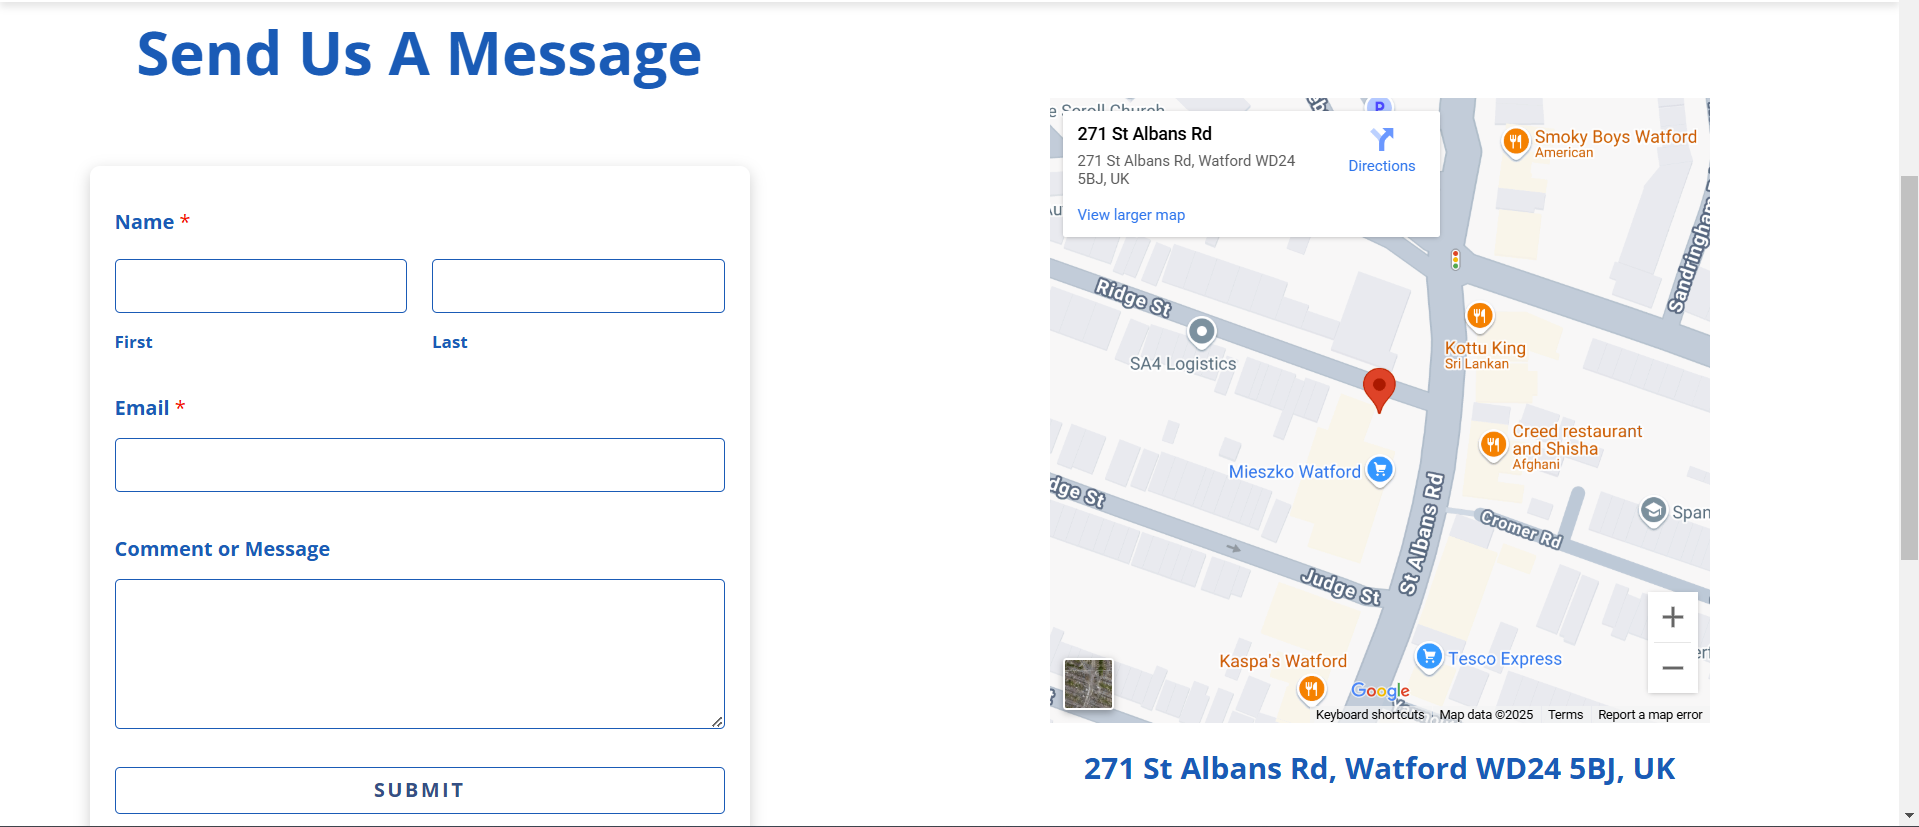 Send Us A Message
Name *
First
Last
Email *
Comment or Message
SUBMIT
e Scroll Church
P
271 St Albans Rd
271 St Albans Rd, Watford WD24
5BJ, UK
Directions
View larger map
Smoky Boys Watford
American
Ridge St
SA4 Logistics
Kottu King
Sri Lankan
Creed restaurant
and Shisha
Afghani
Mieszko Watford
dge St
St Albans Rd
Cromer Rd
Span
Judge St
Kaspa's Watford
Tesco Express
Google
Keyboard shortcuts
Map data ©2025
Terms
Report a map error
271 St Albans Rd, Watford WD24 5BJ, UK